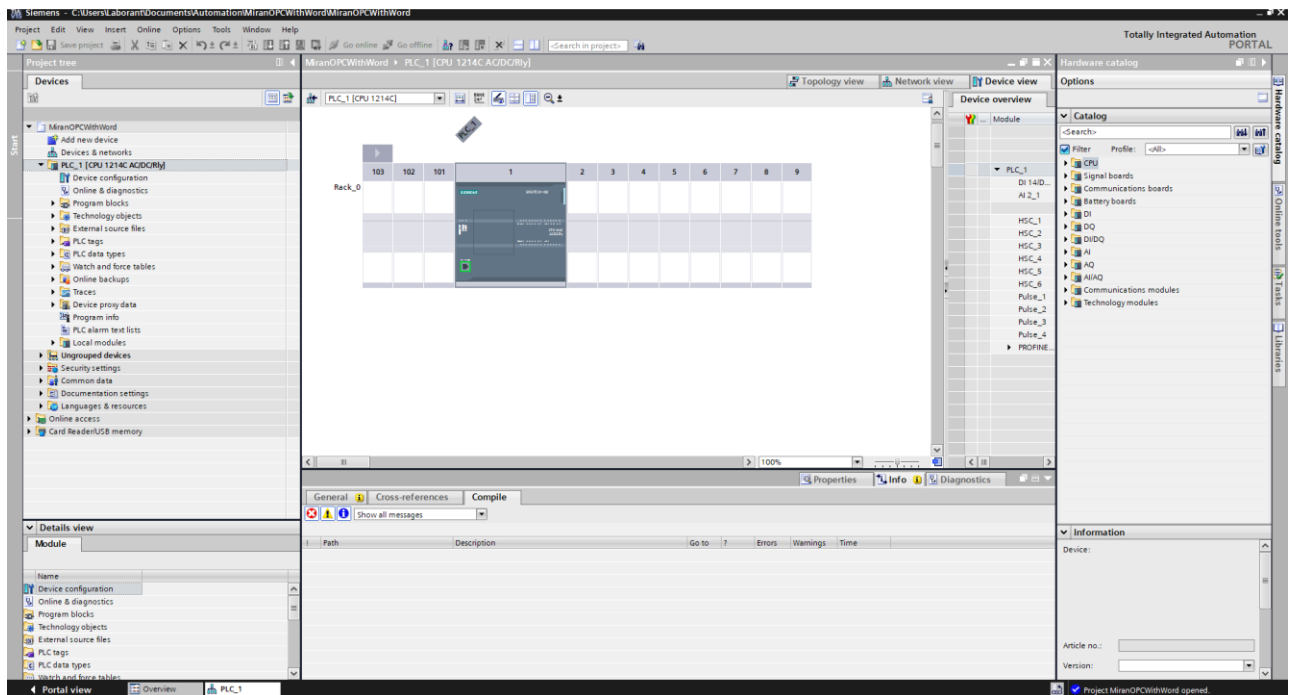 Siemens - C:\Users\Laborant\Documents\Automation\MiranOPCWithWord\MiranOPCWithWord
Project Edit View Insert Online Options Tools Window Help
Totally Integrated Automation
PORTAL
Save project Go online Go offline <Search in project>
Project tree
MiranOPCWithWord PLC_1 [CPU 1214C AC/DC/Rly]
Hardware catalog
Devices
Topology view Network view Device view
Options
PLC_1 [CPU 1214C]
Device overview
Module
Catalog
<Search>
Filter Profile: <All>
MiranOPCWithWord
Add new device
Devices & networks
PLC_1 [CPU 1214C AC/DC/Rly]
Device configuration
Online & diagnostics
Program blocks
Technology objects
External source files
PLC tags
PLC data types
Watch and force tables
Online backups
Traces
Device proxy data
Program info
PLC alarm text lists
Local modules
Ungrouped devices
Security settings
Common data
Documentation settings
Languages & resources
Online access
Card Reader/USB memory
Start
PLC_1
103 102 101 1 2 3 4 5 6 7 8 9
Rack_0
SIEMENS
PLC_1
DI 14/D...
AI 2_1
HSC_1
HSC_2
HSC_3
HSC_4
HSC_5
HSC_6
Pulse_1
Pulse_2
Pulse_3
Pulse_4
PROFINE...
CPU
Signal boards
Communications boards
Battery boards
DI
DQ
DI/DQ
AI
AQ
AI/AQ
Communications modules
Technology modules
Hardware catalog
Online tools
Tasks
Libraries
100%
Properties Info Diagnostics
General Cross-references Compile
Show all messages
! Path Description Go to ? Errors Warnings Time
Details view
Module
Name
Device configuration
Online & diagnostics
Program blocks
Technology objects
External source files
PLC tags
PLC data types
Watch and force tables
Information
Device:
Article no.:
Version:
Portal view Overview PLC_1
Project MiranOPCWithWord opened.